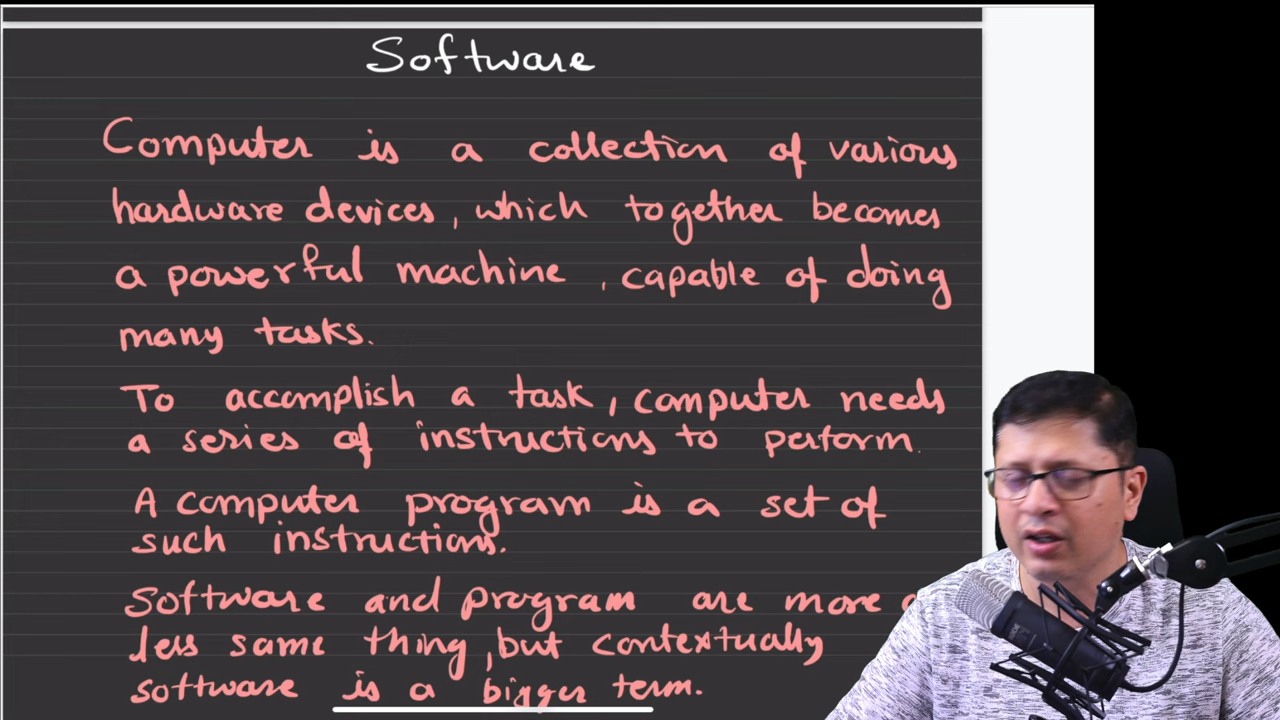 Software
Computer is a collection of various
hardware devices, which together becomes
a powerful machine, capable of doing
many tasks.
To accomplish a task, computer needs
a series of instructions to perform.
A computer program is a set of
such instructions.
Software and program are more
less same thing, but contextually
software is a bigger term.